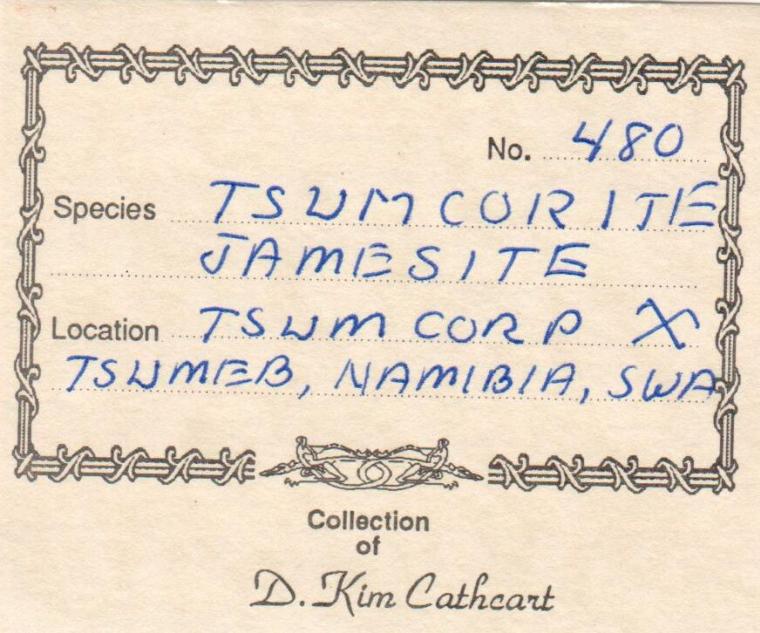 No. 480
Species TSUMCORITE
JAMESITE
Location TSUM CORP X
TSUMEB, NAMIBIA, SWA
Collection
of
D. Kim Cathcart